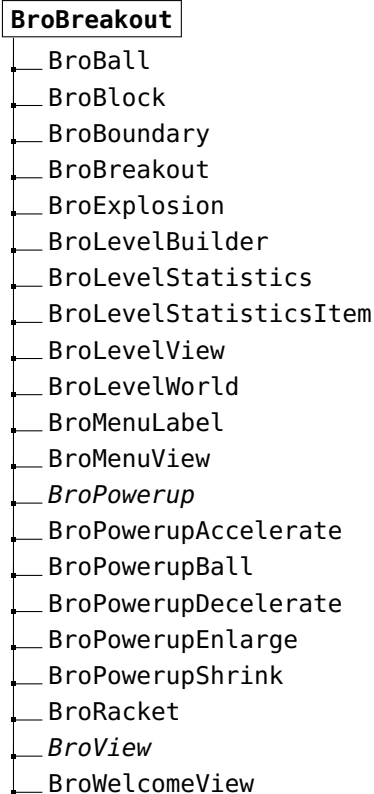 BroBreakout
BroBall
BroBlock
BroBoundary
BroBreakout
BroExplosion
BroLevelBuilder
BroLevelStatistics
BroLevelStatisticsItem
BroLevelView
BroLevelWorld
BroMenuLabel
BroMenuView
BroPowerup
BroPowerupAccelerate
BroPowerupBall
BroPowerupDecelerate
BroPowerupEnlarge
BroPowerupShrink
BroRacket
BroView
BroWelcomeView